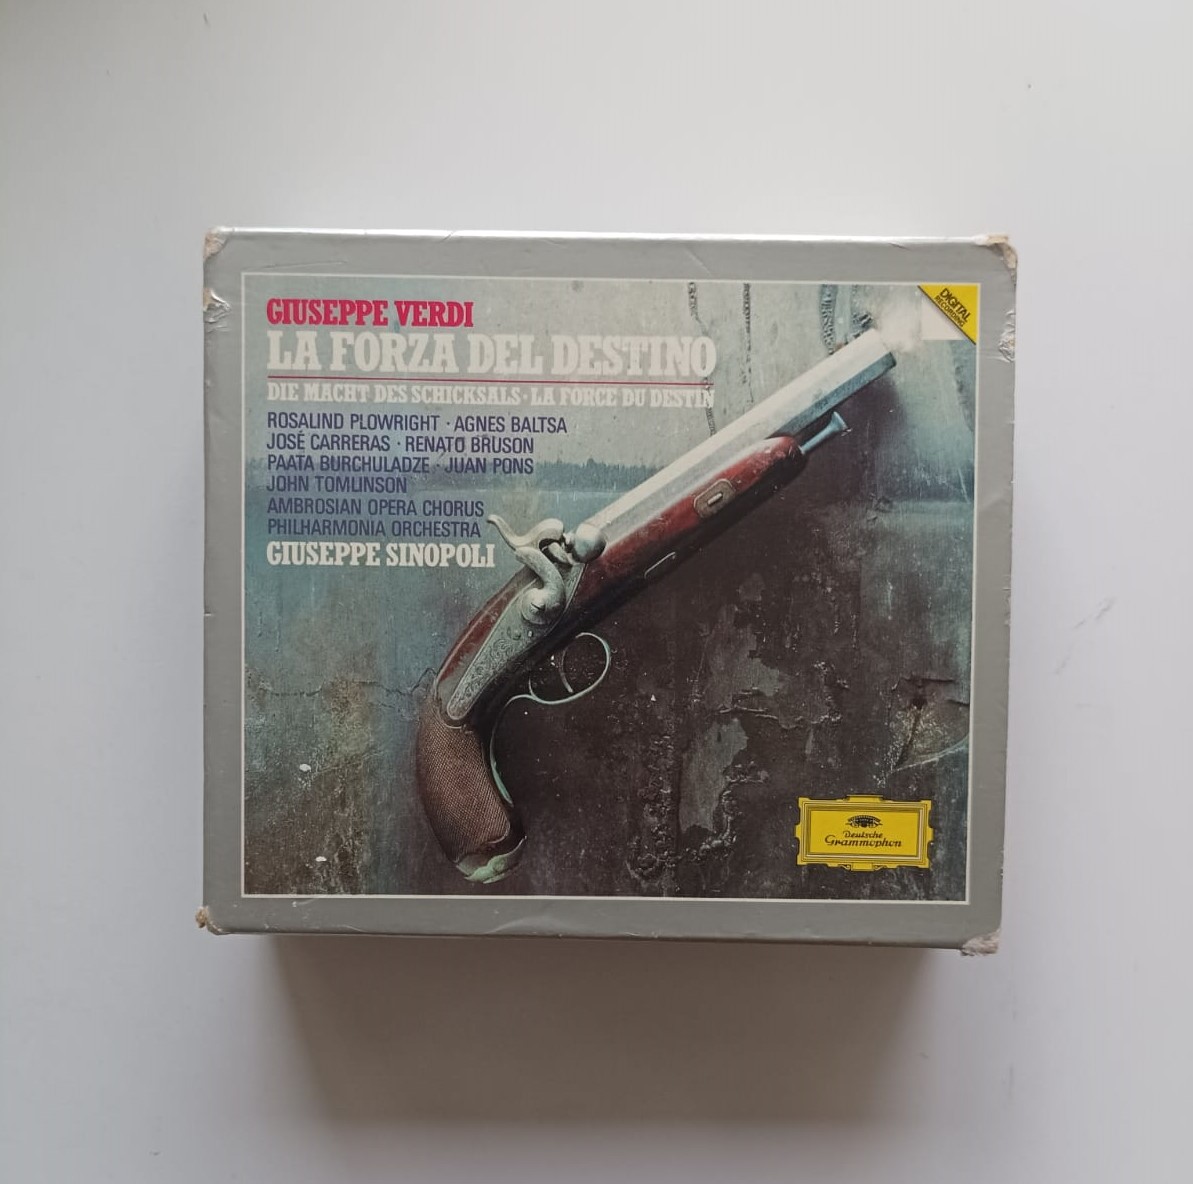 GIUSEPPE VERDI
LA FORZA DEL DESTINO
DIE MACHT DES SCHICKSALS · LA FORCE DU DESTIN
ROSALIND PLOWRIGHT · AGNES BALTSA
JOSÉ CARRERAS · RENATO BRUSON
PAATA BURCHULADZE · JUAN PONS
JOHN TOMLINSON
AMBROSIAN OPERA CHORUS
PHILHARMONIA ORCHESTRA
GIUSEPPE SINOPOLI
DIGITAL
RECORDING
Deutsche
Grammophon